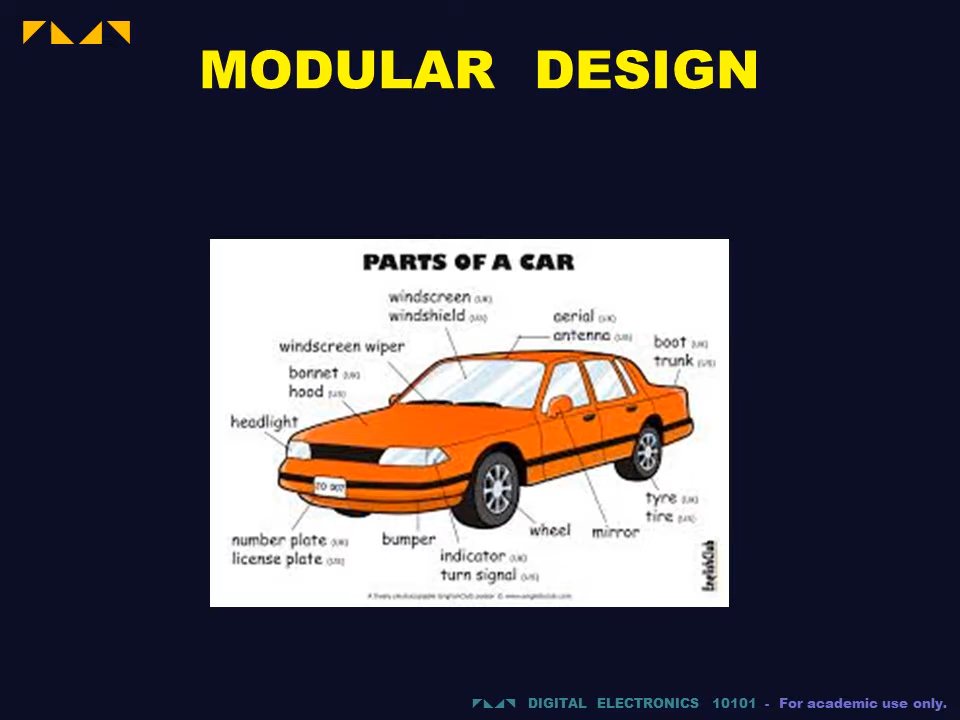 MODULAR DESIGN
PARTS OF A CAR
windscreen (UK)
windshield (US)
aerial (UK)
antenna (US)
boot (UK)
trunk (US)
windscreen wiper
bonnet (UK)
hood (US)
headlight
TO 007
tyre (UK)
tire (US)
wheel
mirror
number plate (UK)
license plate (US)
bumper
indicator (UK)
turn signal (US)
EnglishClub
DIGITAL ELECTRONICS 10101 - For academic use only.